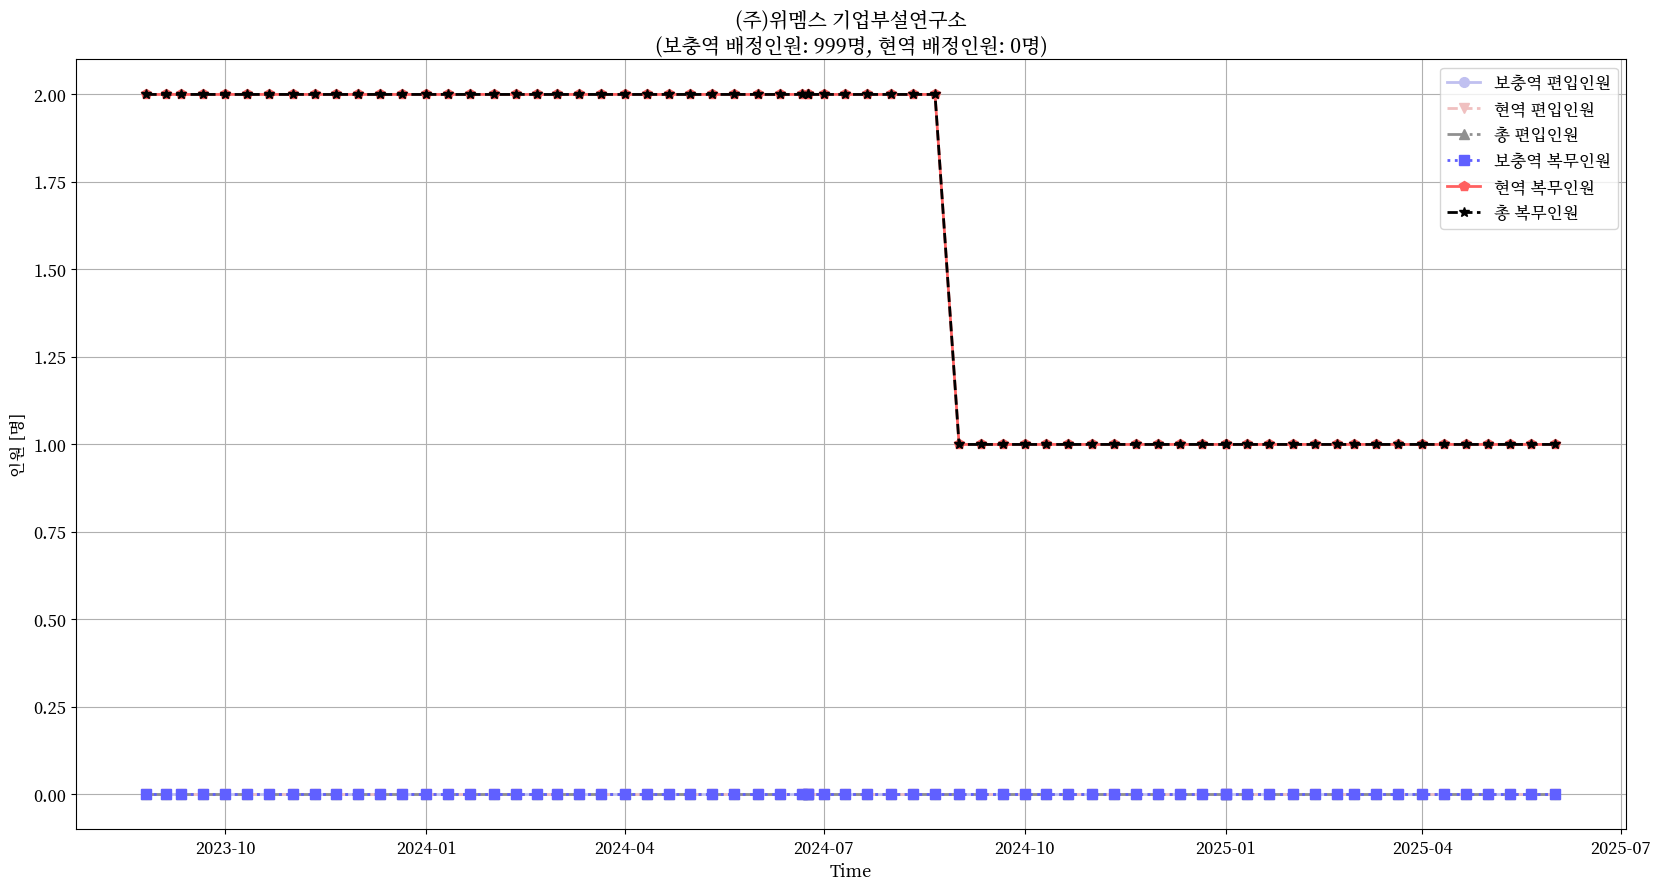 (주)위멤스 기업부설연구소
(보충역 배정인원: 999명, 현역 배정인원: 0명)
보충역 편입인원
현역 편입인원
총 편입인원
보충역 복무인원
현역 복무인원
총 복무인원
인원 [명]
2.00
1.75
1.50
1.25
1.00
0.75
0.50
0.25
0.00
2023-10
2024-01
2024-04
2024-07
2024-10
2025-01
2025-04
2025-07
Time